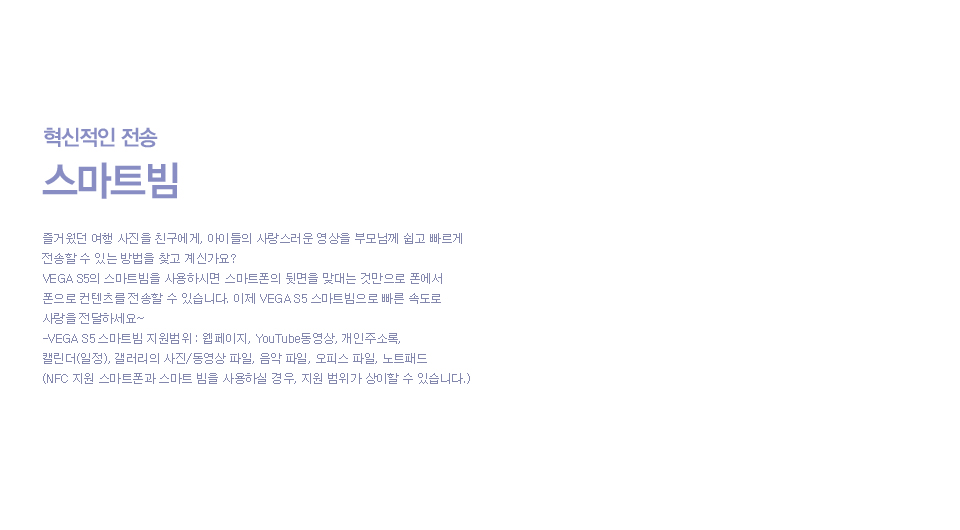 혁신적인 전송
스마트빔
즐거웠던 여행 사진을 친구에게, 아이들의 사랑스러운 영상을 부모님께 쉽고 빠르게
전송할 수 있는 방법을 찾고 계신가요?
VEGA S5의 스마트빔을 사용하시면 스마트폰의 뒷면을 맞대는 것만으로 폰에서
폰으로 컨텐츠를 전송할 수 있습니다. 이제 VEGA S5 스마트빔으로 빠른 속도로
사랑을 전달하세요~
-VEGA S5 스마트빔 지원범위 : 웹페이지, YouTube동영상, 개인주소록,
캘린더(일정), 갤러리의 사진/동영상 파일, 음악 파일, 오피스 파일, 노트패드
(NFC 지원 스마트폰과 스마트 빔을 사용하실 경우, 지원 범위가 상이할 수 있습니다.)